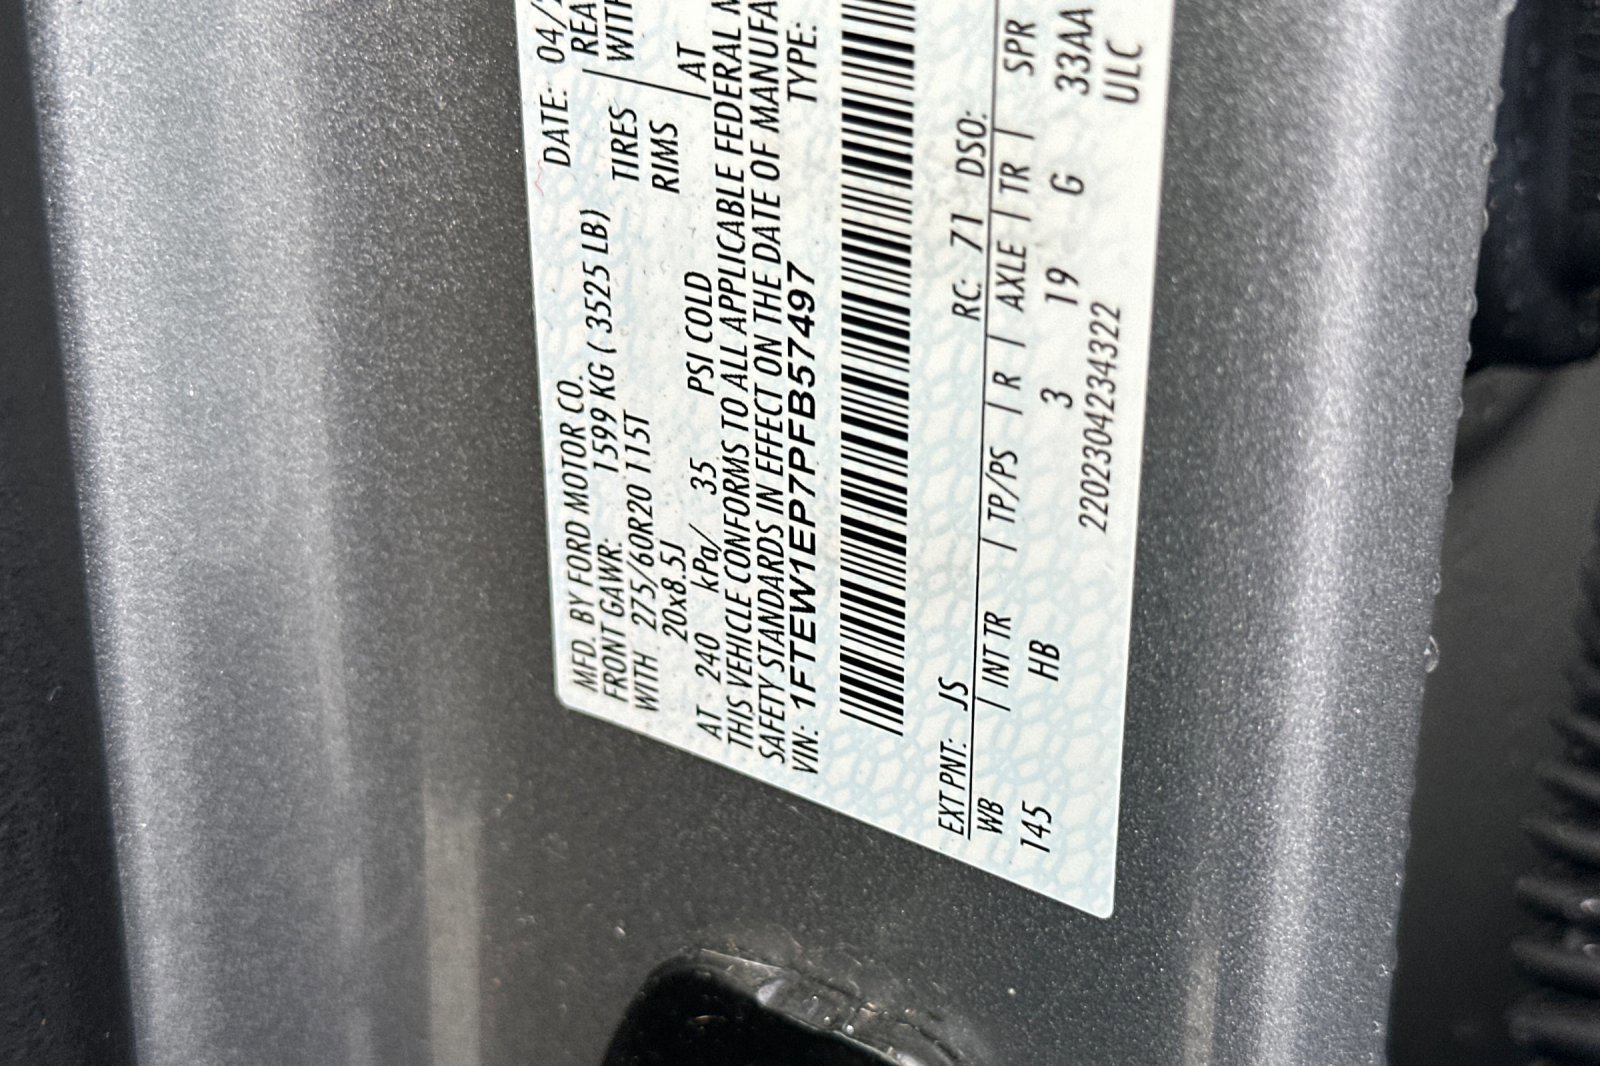 MFD. BY FORD MOTOR CO.
DATE: 04/
FRONT GAWR: 1599 KG ( 3525 LB)
REA
WITH 275/60R20 115T TIRES
WITH
20x8.5J RIMS
AT 240 kPa/ 35 PSI COLD AT
THIS VEHICLE CONFORMS TO ALL APPLICABLE FEDERAL M
SAFETY STANDARDS IN EFFECT ON THE DATE OF MANUFA
VIN: 1FTEW1EP7PFB57497 TYPE:
EXT PNT: JS RC: 71 DSO:
WB | INT TR | TP/PS | R | AXLE | TR | SPR
145 HB 3 19 G 33AA
2202304234322 ULC